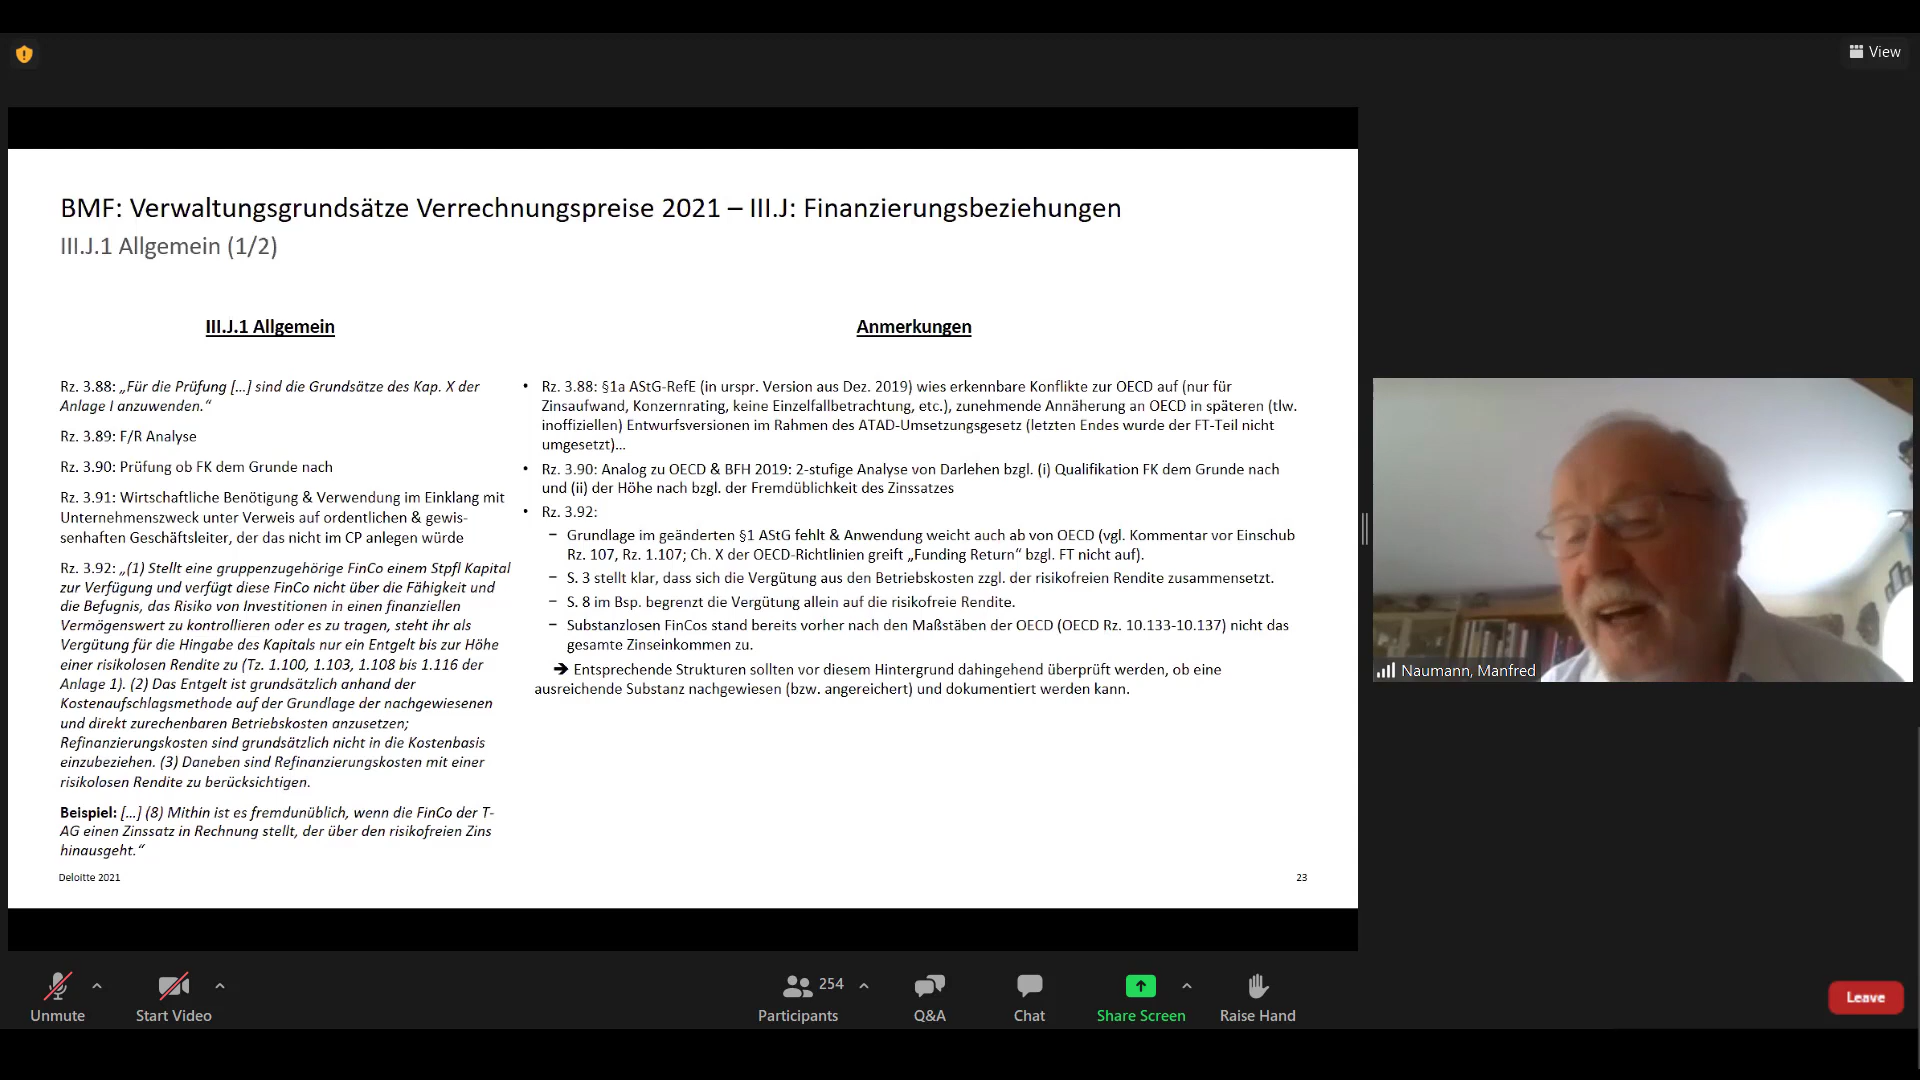 View
BMF: Verwaltungsgrundsätze Verrechnungspreise 2021 – III.J: Finanzierungsbeziehungen
III.J.1 Allgemein (1/2)
III.J.1 Allgemein
Rz. 3.88: „Für die Prüfung [...] sind die Grundsätze des Kap. X der
Anlage I anzuwenden.“
Rz. 3.89: F/R Analyse
Rz. 3.90: Prüfung ob FK dem Grunde nach
Rz. 3.91: Wirtschaftliche Benötigung & Verwendung im Einklang mit
Unternehmenszweck unter Verweis auf ordentlichen & gewis-
senhaften Geschäftsleiter, der das nicht im CP anlegen würde
Rz. 3.92: „(1) Stellt eine gruppenzugehörige FinCo einem Stpfl Kapital
zur Verfügung und verfügt diese FinCo nicht über die Fähigkeit und
die Befugnis, das Risiko von Investitionen in einen finanziellen
Vermögenswert zu kontrollieren oder es zu tragen, steht ihr als
Vergütung für die Hingabe des Kapitals nur ein Entgelt bis zur Höhe
einer risikolosen Rendite zu (Tz. 1.100, 1.103, 1.108 bis 1.116 der
Anlage 1). (2) Das Entgelt ist grundsätzlich anhand der
Kostenaufschlagsmethode auf der Grundlage der nachgewiesenen
und direkt zurechenbaren Betriebskosten anzusetzen;
Refinanzierungskosten sind grundsätzlich nicht in die Kostenbasis
einzubeziehen. (3) Daneben sind Refinanzierungskosten mit einer
risikolosen Rendite zu berücksichtigen.
Beispiel: [...] (8) Mithin ist es fremdunüblich, wenn die FinCo der T-
AG einen Zinssatz in Rechnung stellt, der über den risikofreien Zins
hinausgeht.“
Anmerkungen
• Rz. 3.88: §1a AStG-RefE (in urspr. Version aus Dez. 2019) wies erkennbare Konflikte zur OECD auf (nur für
Zinsaufwand, Konzernrating, keine Einzelfallbetrachtung, etc.), zunehmende Annäherung an OECD in späteren (tlw.
inoffiziellen) Entwurfsversionen im Rahmen des ATAD-Umsetzungsgesetz (letzten Endes wurde der FT-Teil nicht
umgesetzt)...
• Rz. 3.90: Analog zu OECD & BFH 2019: 2-stufige Analyse von Darlehen bzgl. (i) Qualifikation FK dem Grunde nach
und (ii) der Höhe nach bzgl. der Fremdüblichkeit des Zinssatzes
• Rz. 3.92:
– Grundlage im geänderten §1 AStG fehlt & Anwendung weicht auch ab von OECD (vgl. Kommentar vor Einschub
Rz. 107, Rz. 1.107; Ch. X der OECD-Richtlinien greift „Funding Return“ bzgl. FT nicht auf).
– S. 3 stellt klar, dass sich die Vergütung aus den Betriebskosten zzgl. der risikofreien Rendite zusammensetzt.
– S. 8 im Bsp. begrenzt die Vergütung allein auf die risikofreie Rendite.
– Substanzlosen FinCos stand bereits vorher nach den Maßstäben der OECD (OECD Rz. 10.133-10.137) nicht das
gesamte Zinseinkommen zu.
➔ Entsprechende Strukturen sollten vor diesem Hintergrund dahingehend überprüft werden, ob eine
ausreichende Substanz nachgewiesen (bzw. angereichert) und dokumentiert werden kann.
Deloitte 2021
23
Naumann, Manfred
Unmute
Start Video
254
Participants
Q&A
Chat
Share Screen
Raise Hand
Leave